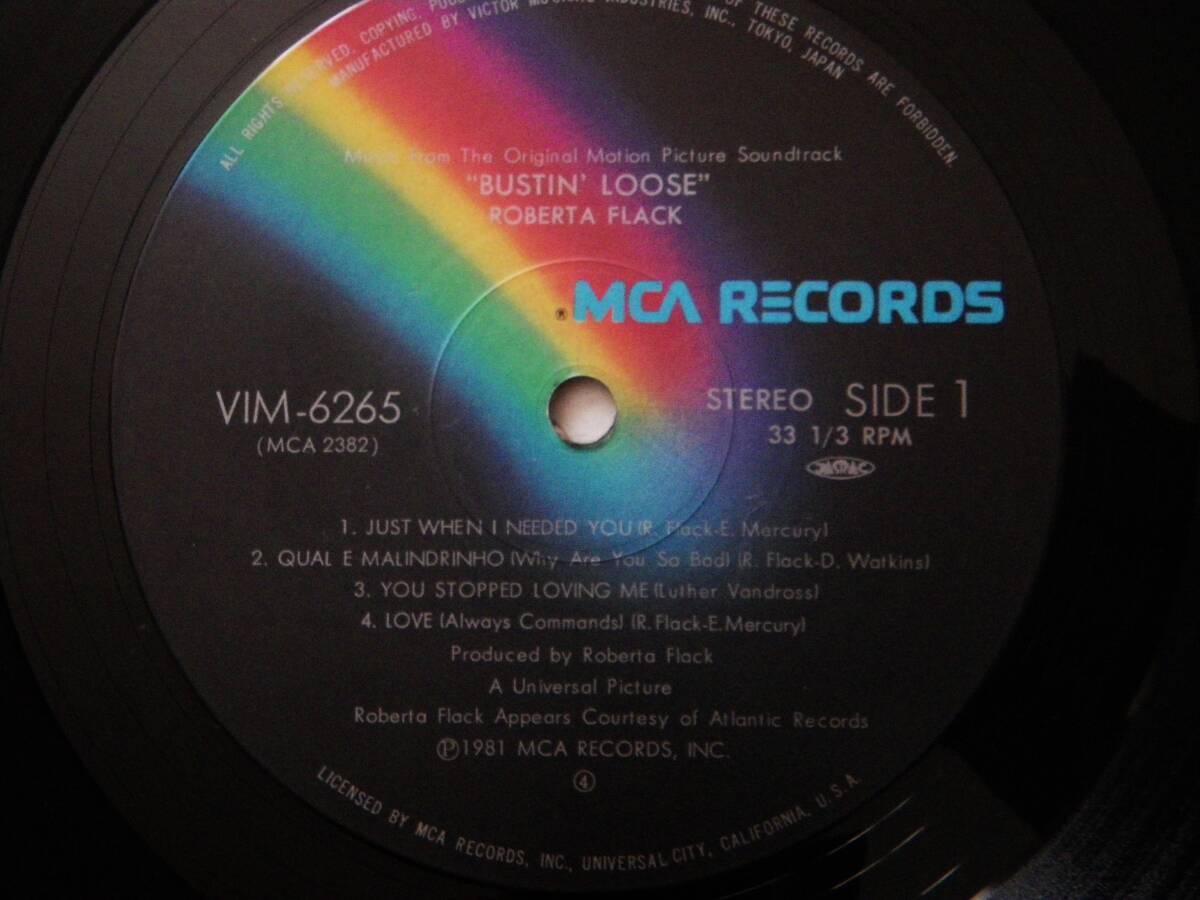 ALL RIGHTS RESERVED. COPYING, OF THESE RECORDS ARE FORBIDDEN.
MANUFACTURED BY VICTOR MUSICAL INDUSTRIES, INC., TOKYO, JAPAN
Music From The Original Motion Picture Soundtrack
"BUSTIN' LOOSE"
ROBERTA FLACK
® MCA RECORDS
VIM-6265
(MCA 2382)
STEREO SIDE 1
33 1/3 RPM
1. JUST WHEN I NEEDED YOU (R. Flack-E. Mercury)
2. QUAL E MALINDRINHO (Why Are You So Bad) (R. Flack-D. Watkins)
3. YOU STOPPED LOVING ME (Luther Vandross)
4. LOVE (Always Commands) (R. Flack-E. Mercury)
Produced by Roberta Flack
A Universal Picture
Roberta Flack Appears Courtesy of Atlantic Records
Ⓟ1981 MCA RECORDS, INC.
④
LICENSED BY MCA RECORDS, INC., UNIVERSAL CITY, CALIFORNIA, U.S.A.